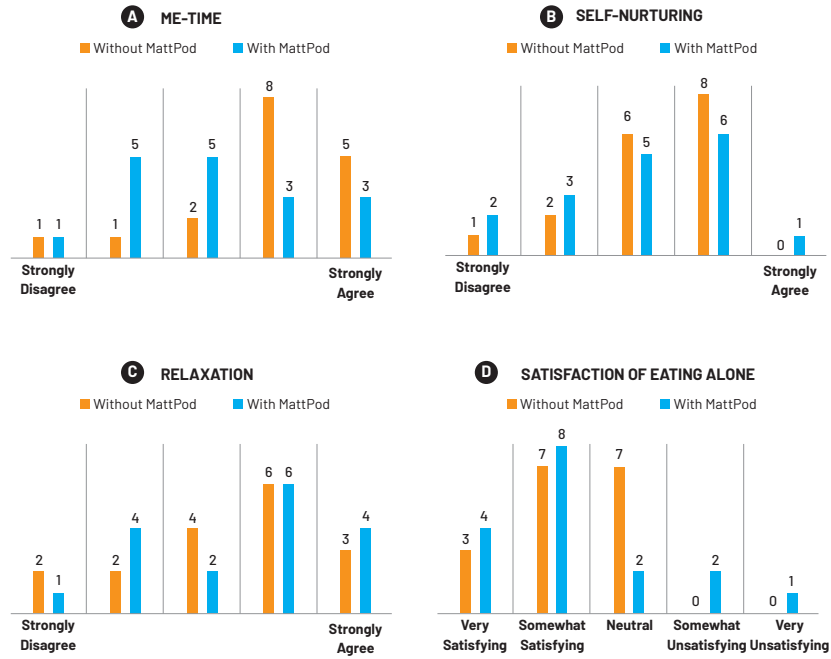 A ME-TIME
Without MattPod With MattPod
1 1 1 5 2 5 8 3 5 3
Strongly Disagree
Strongly Agree
B SELF-NURTURING
Without MattPod With MattPod
1 2 2 3 6 5 8 6 0 1
Strongly Disagree
Strongly Agree
C RELAXATION
Without MattPod With MattPod
2 1 2 4 4 2 6 6 3 4
Strongly Disagree
Strongly Agree
D SATISFACTION OF EATING ALONE
Without MattPod With MattPod
3 4 7 8 7 2 0 2 0 1
Very Satisfying
Somewhat Satisfying
Neutral
Somewhat Unsatisfying
Very Unsatisfying